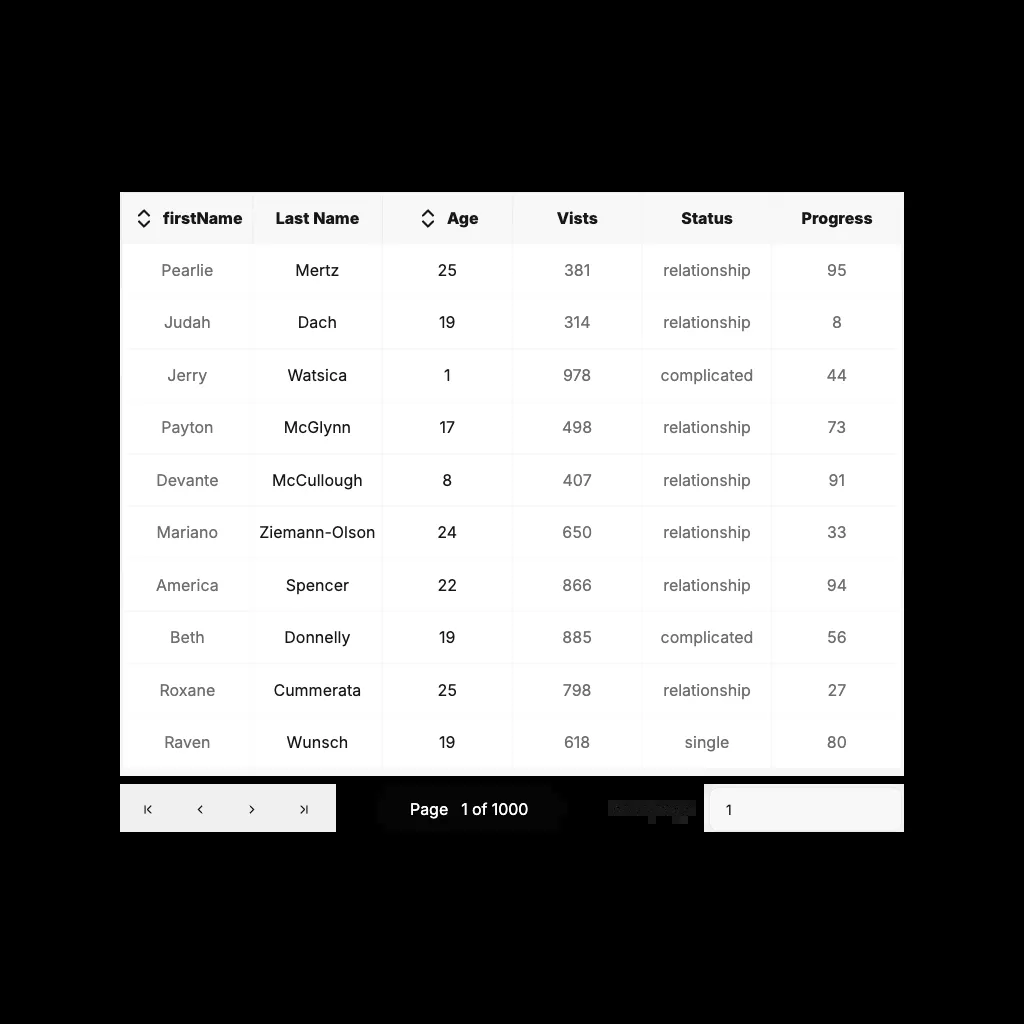 firstName Last Name Age Vists Status Progress
Pearlie Mertz 25 381 relationship 95
Judah Dach 19 314 relationship 8
Jerry Watsica 1 978 complicated 44
Payton McGlynn 17 498 relationship 73
Devante McCullough 8 407 relationship 91
Mariano Ziemann-Olson 24 650 relationship 33
America Spencer 22 866 relationship 94
Beth Donnelly 19 885 complicated 56
Roxane Cummerata 25 798 relationship 27
Raven Wunsch 19 618 single 80
Page 1 of 1000 1